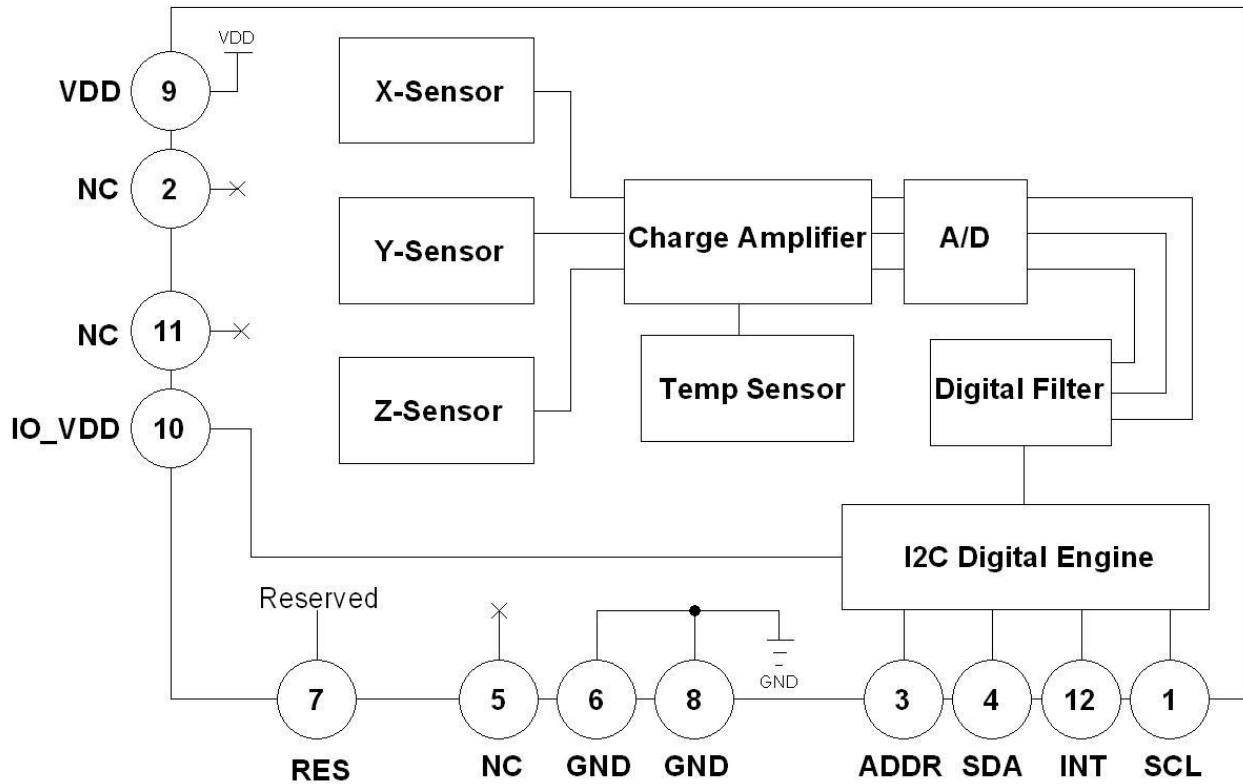 VDD
VDD 9
X-Sensor
NC 2
Y-Sensor
Charge Amplifier
A/D
NC 11
Z-Sensor
Temp Sensor
Digital Filter
IO_VDD 10
I2C Digital Engine
Reserved
GND
7
5
6
8
3
4
12
1
RES
NC
GND
GND
ADDR
SDA
INT
SCL